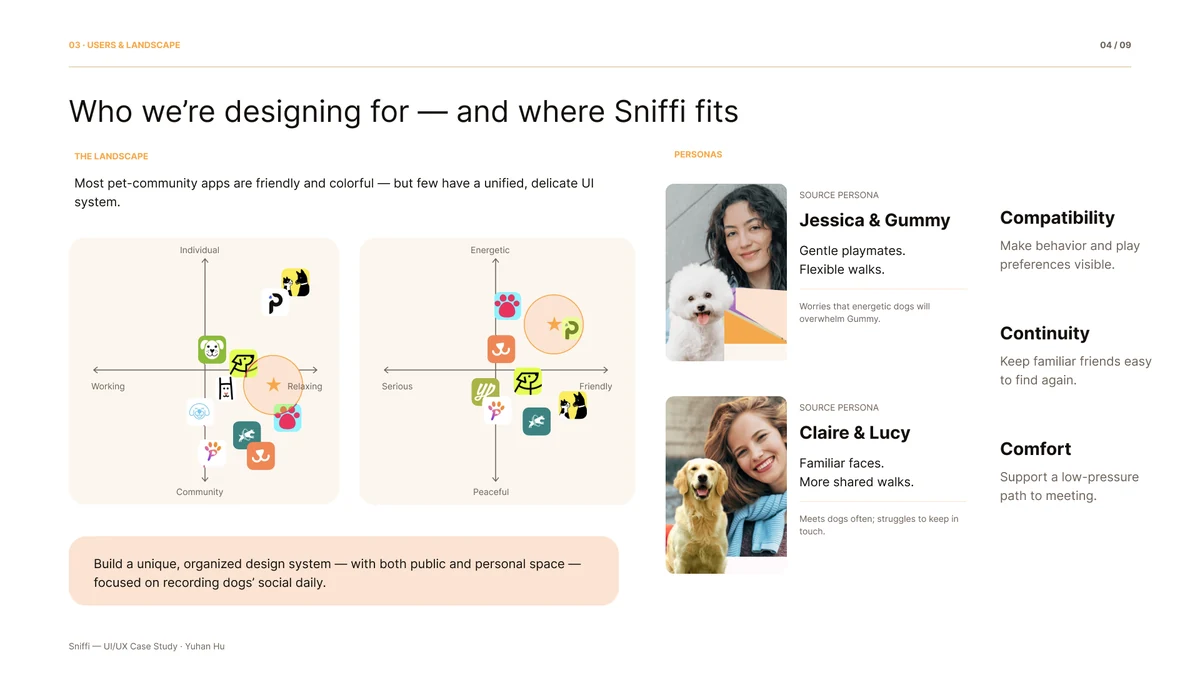 03 · USERS & LANDSCAPE
04 / 09
Who we’re designing for — and where Sniffi fits
THE LANDSCAPE
Most pet-community apps are friendly and colorful — but few have a unified, delicate UI
system.
Individual
Working
Relaxing
Community
Energetic
Serious
Friendly
yp
Peaceful
Build a unique, organized design system — with both public and personal space —
focused on recording dogs’ social daily.
PERSONAS
SOURCE PERSONA
Jessica & Gummy
Gentle playmates.
Flexible walks.
Worries that energetic dogs will
overwhelm Gummy.
SOURCE PERSONA
Claire & Lucy
Familiar faces.
More shared walks.
Meets dogs often; struggles to keep in
touch.
Compatibility
Make behavior and play
preferences visible.
Continuity
Keep familiar friends easy
to find again.
Comfort
Support a low-pressure
path to meeting.
Sniffi — UI/UX Case Study · Yuhan Hu